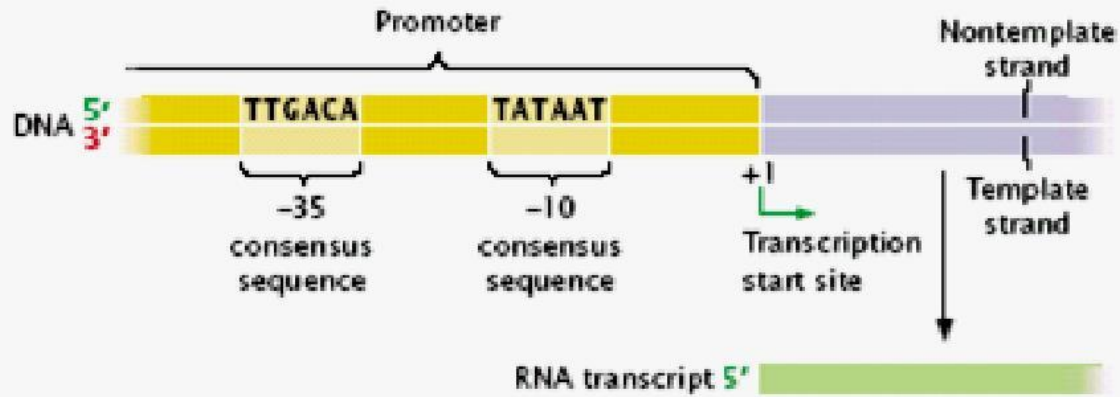 Promoter
Nontemplate
strand
DNA 5' TTGACA TATAAT
3'
+1
–35
consensus
sequence
–10
consensus
sequence
Transcription
start site
Template
strand
RNA transcript 5'